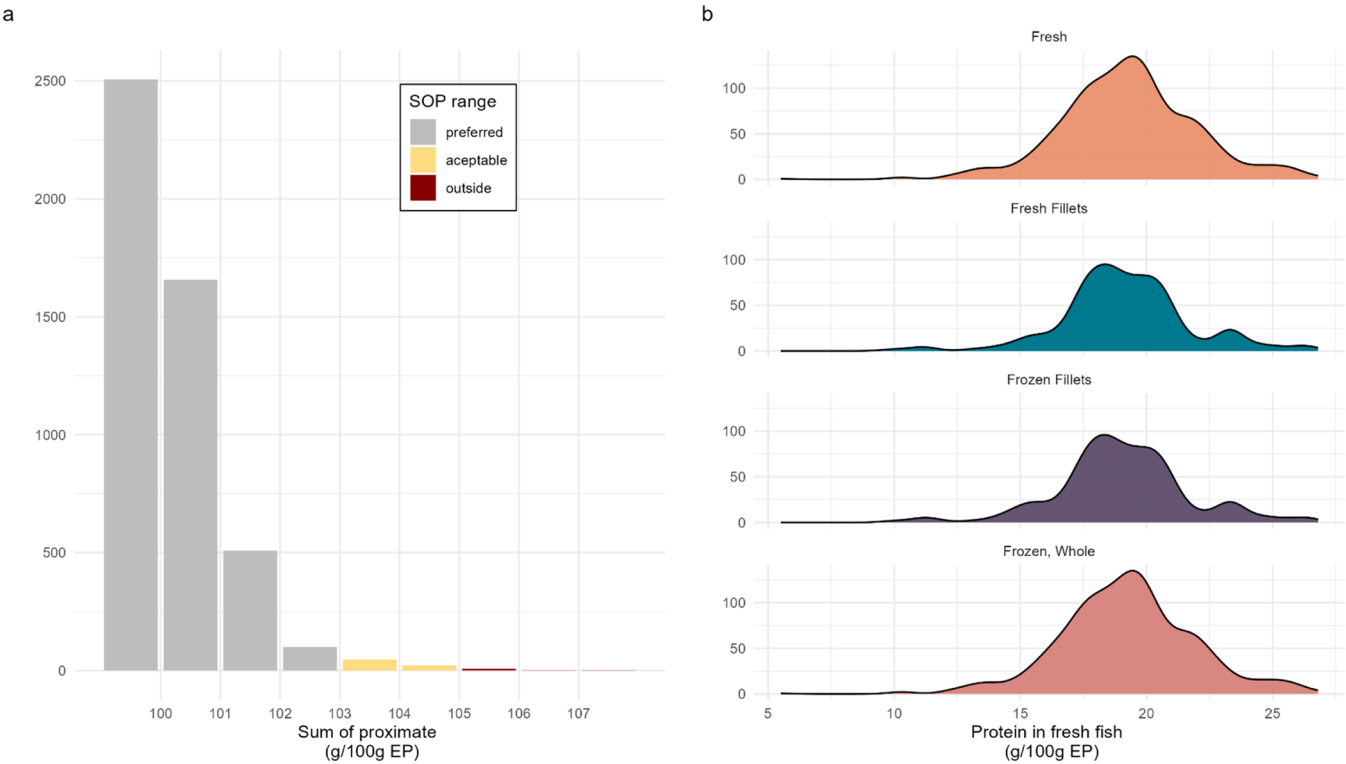 a
2500
2000
1500
1000
500
0
100 101 102 103 104 105 106 107
Sum of proximate
(g/100g EP)
SOP range
preferred
aceptable
outside
b
Fresh
100
50
0
Fresh Fillets
100
50
0
Frozen Fillets
100
50
0
Frozen, Whole
100
50
0
5 10 15 20 25
Protein in fresh fish
(g/100g EP)